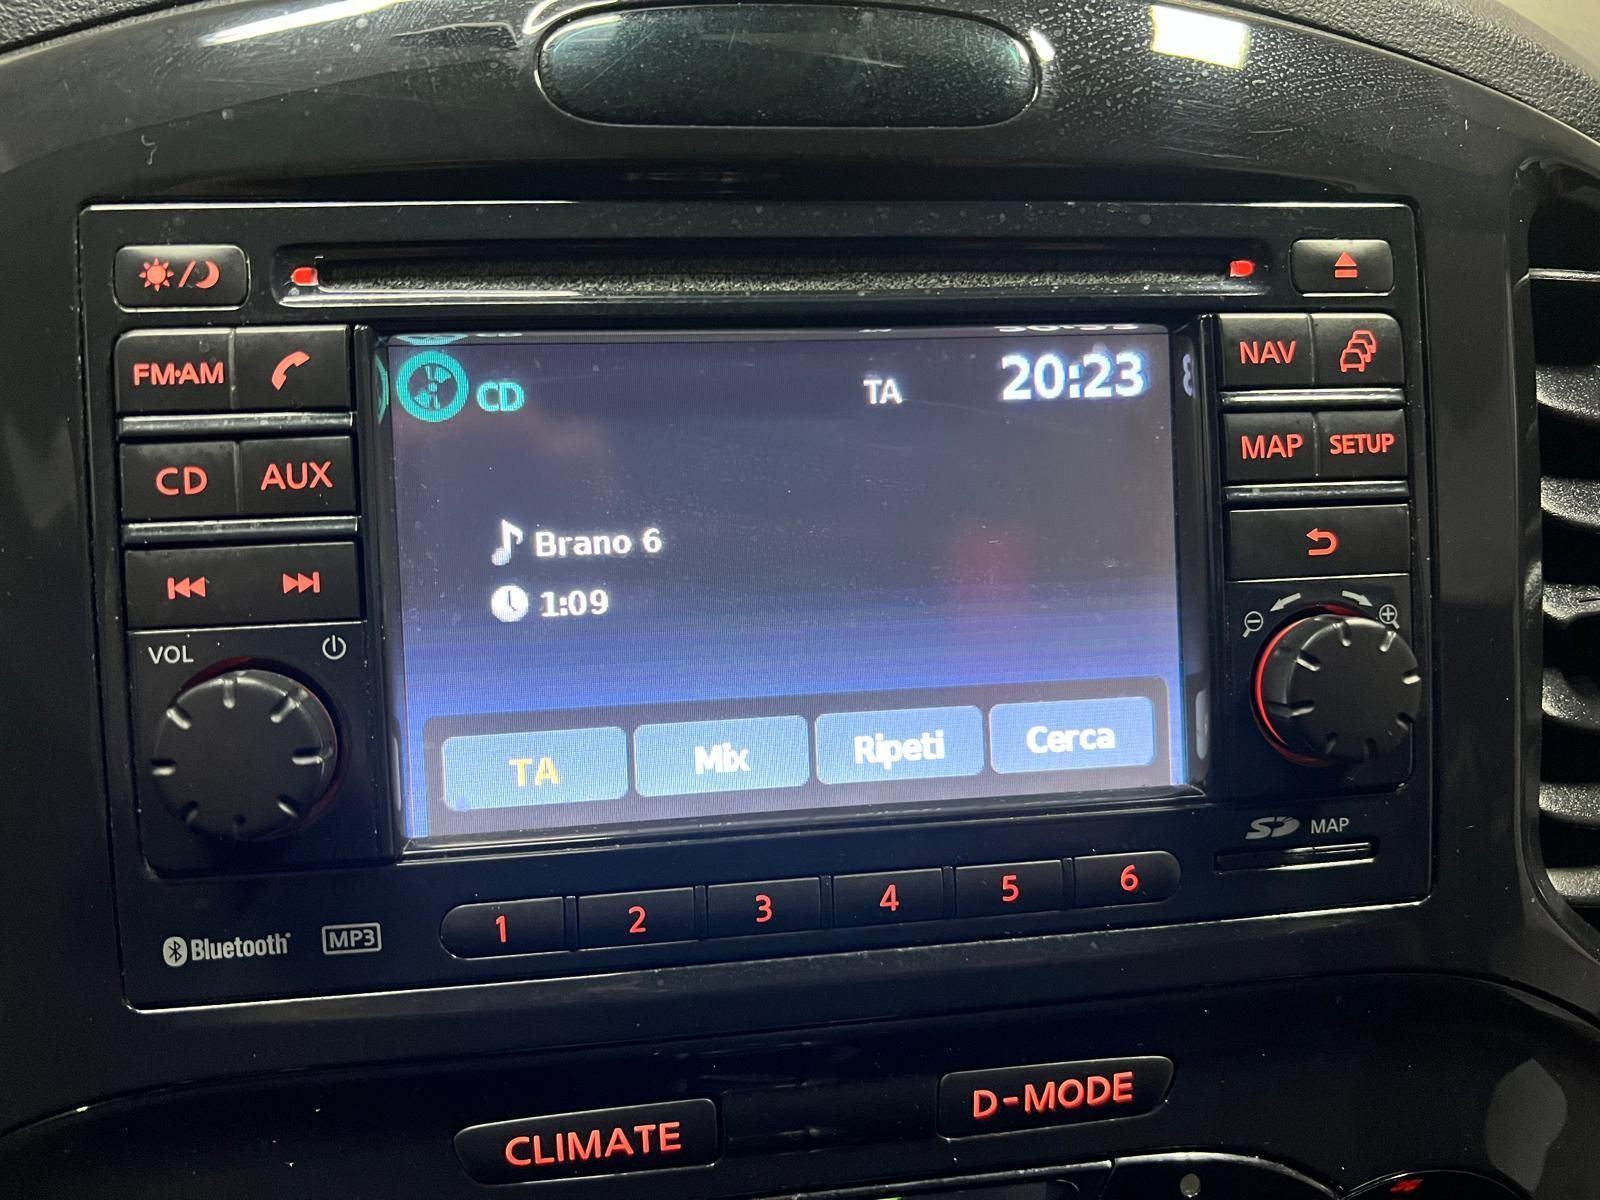 FM·AM
CD
AUX
VOL
CD
TA
20:23
Brano 6
1:09
TA
Mix
Ripeti
Cerca
NAV
MAP
SETUP
SD MAP
Bluetooth
MP3
1
2
3
4
5
6
CLIMATE
D-MODE